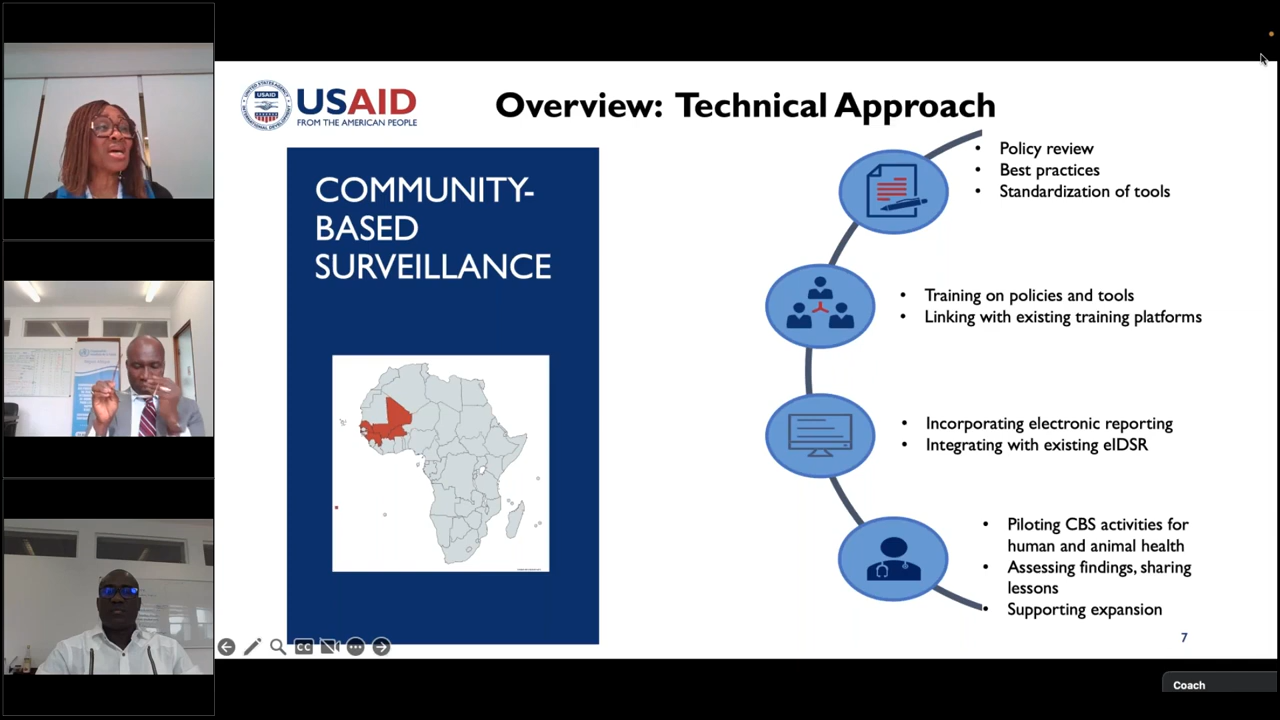 USAID
FROM THE AMERICAN PEOPLE
Overview: Technical Approach
COMMUNITY-
BASED
SURVEILLANCE
• Policy review
• Best practices
• Standardization of tools
• Training on policies and tools
• Linking with existing training platforms
• Incorporating electronic reporting
• Integrating with existing eIDSR
• Piloting CBS activities for
human and animal health
• Assessing findings, sharing
lessons
• Supporting expansion
7
CC
Coach